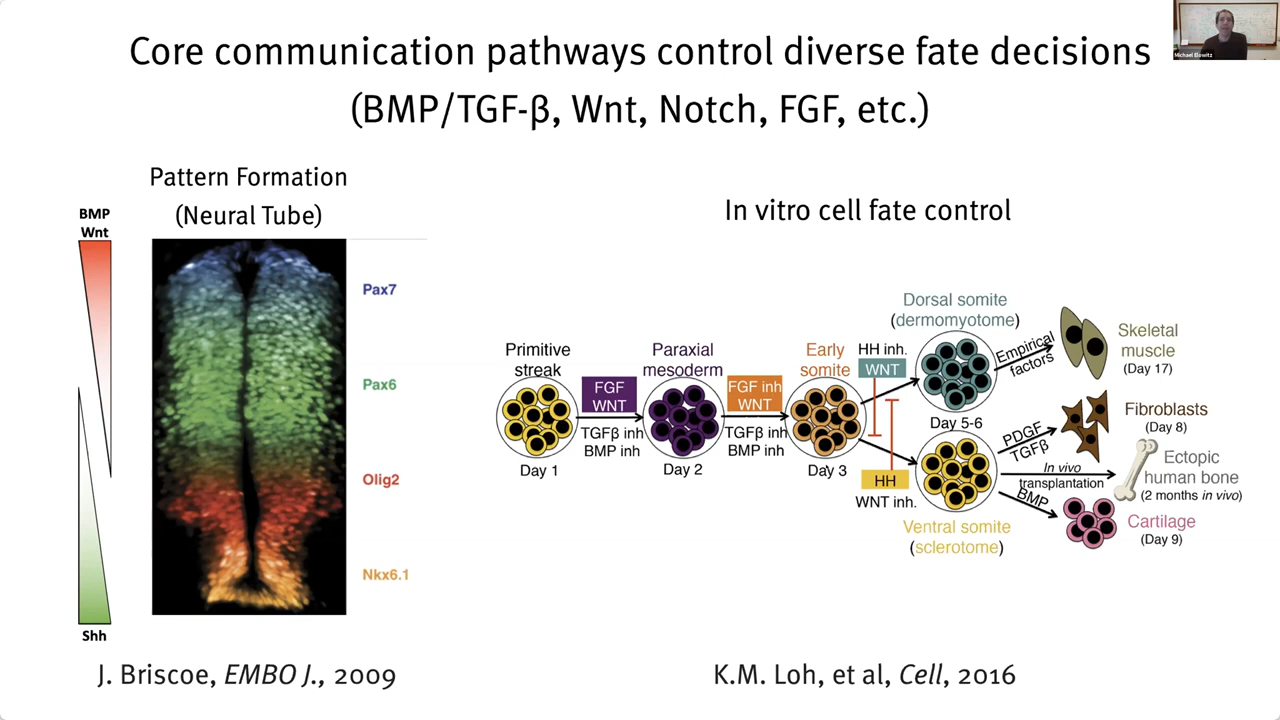 Core communication pathways control diverse fate decisions
(BMP/TGF-β, Wnt, Notch, FGF, etc.)
Michael Elowitz
Pattern Formation
(Neural Tube)
BMP
Wnt
Pax7
Pax6
Olig2
Nkx6.1
Shh
J. Briscoe, EMBO J., 2009
In vitro cell fate control
Primitive
streak
Day 1
FGF
WNT
TGFβ inh
BMP inh
Paraxial
mesoderm
Day 2
FGF inh
WNT
TGFβ inh
BMP inh
Early
somite
Day 3
HH inh.
WNT
HH
WNT inh.
Dorsal somite
(dermomyotome)
Day 5-6
Ventral somite
(sclerotome)
Empirical
factors
Skeletal
muscle
(Day 17)
PDGF
TGFβ
Fibroblasts
(Day 8)
In vivo
transplantation
Ectopic
human bone
(2 months in vivo)
BMP
Cartilage
(Day 9)
K.M. Loh, et al, Cell, 2016